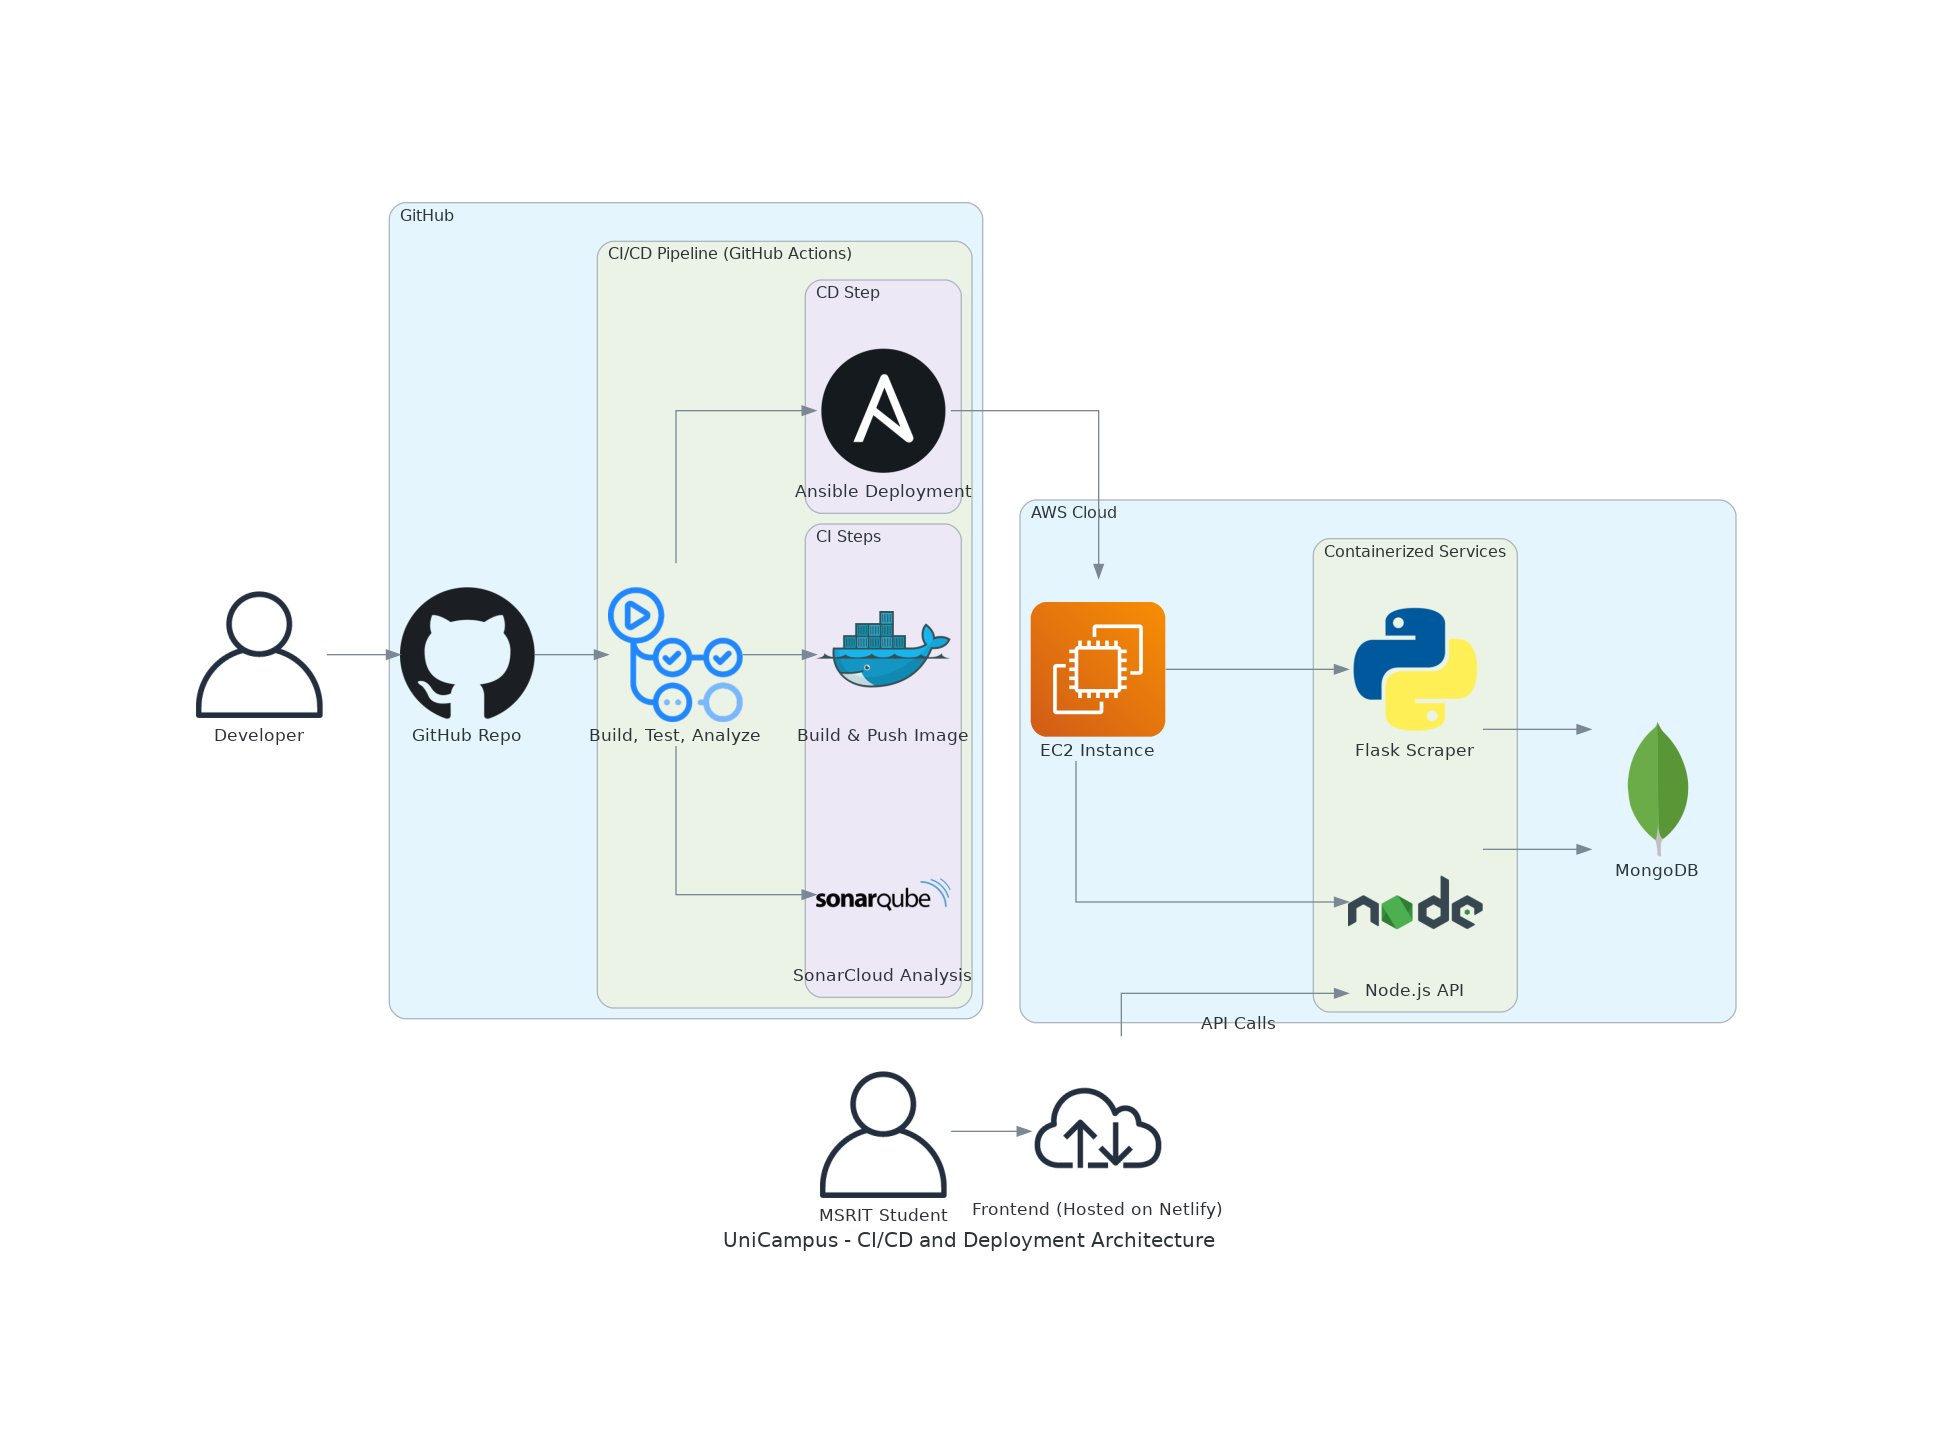 GitHub
CI/CD Pipeline (GitHub Actions)
CD Step
Ansible Deployment
AWS Cloud
CI Steps
Containerized Services
Developer
GitHub Repo
Build, Test, Analyze
Build & Push Image
EC2 Instance
Flask Scraper
MongoDB
sonarqube
node
SonarCloud Analysis
Node.js API
API Calls
MSRIT Student
Frontend (Hosted on Netlify)
UniCampus - CI/CD and Deployment Architecture